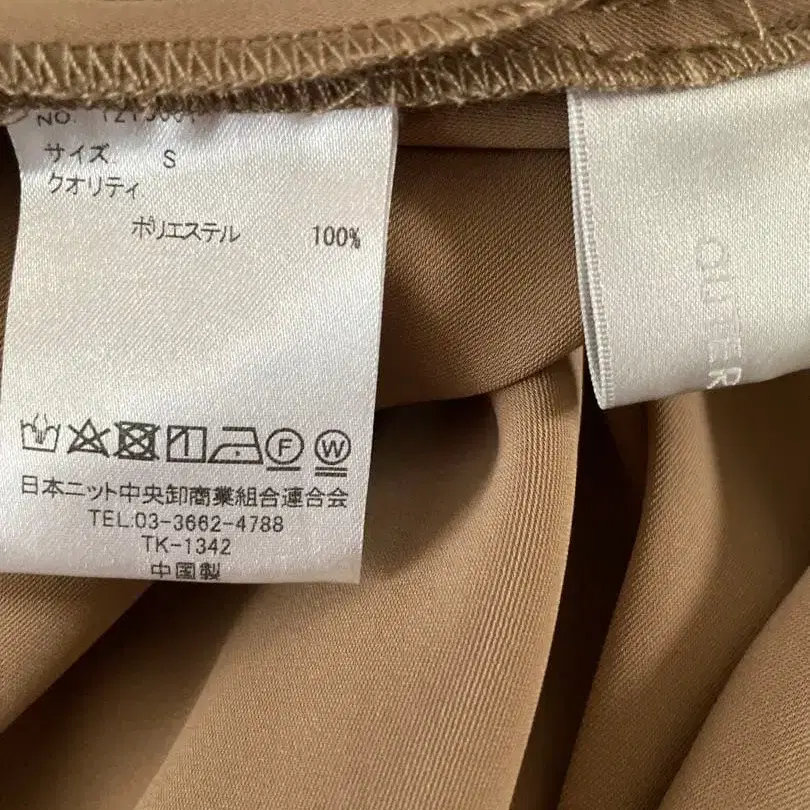 NO.
サイズ S
クオリティ
ポリエステル 100%
F W
日本ニット中央卸商業組合連合会
TEL.03-3662-4788
TK-1342
中国製
OUTER